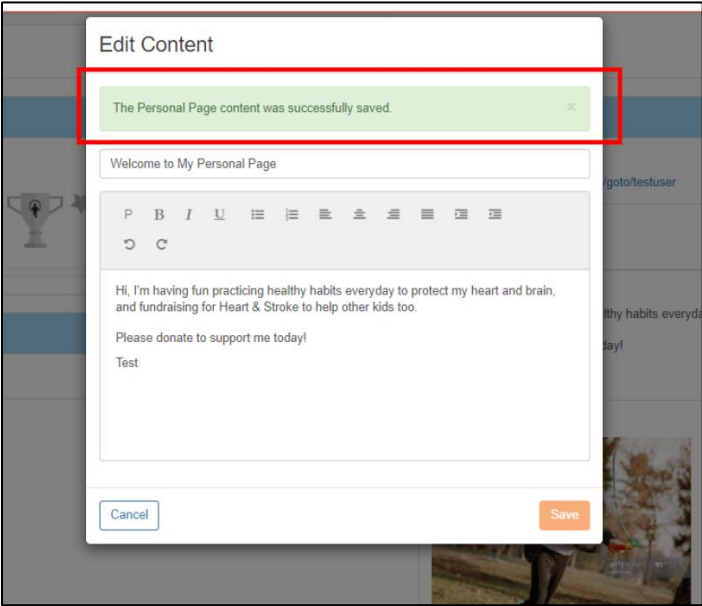 Edit Content
The Personal Page content was successfully saved.
×
Welcome to My Personal Page
P B I U
Hi, I'm having fun practicing healthy habits everyday to protect my heart and brain,
and fundraising for Heart & Stroke to help other kids too.
Please donate to support me today!
Test
Cancel
Save
/goto/testuser
lthy habits everyda
day!